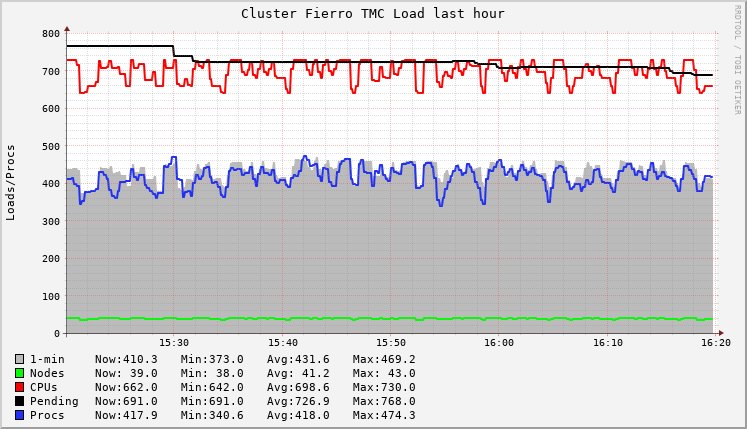 Cluster Fierro TMC Load last hour
RRDTOOL / TOBI OETIKER
Loads/Procs
800
700
600
500
400
300
200
100
0
15:30 15:40 15:50 16:00 16:10 16:20
1-min Now:410.3 Min:373.0 Avg:431.6 Max:469.2
Nodes Now: 39.0 Min: 38.0 Avg: 41.2 Max: 43.0
CPUs Now:662.0 Min:642.0 Avg:698.6 Max:730.0
Pending Now:691.0 Min:691.0 Avg:726.9 Max:768.0
Procs Now:417.9 Min:340.6 Avg:418.0 Max:474.3